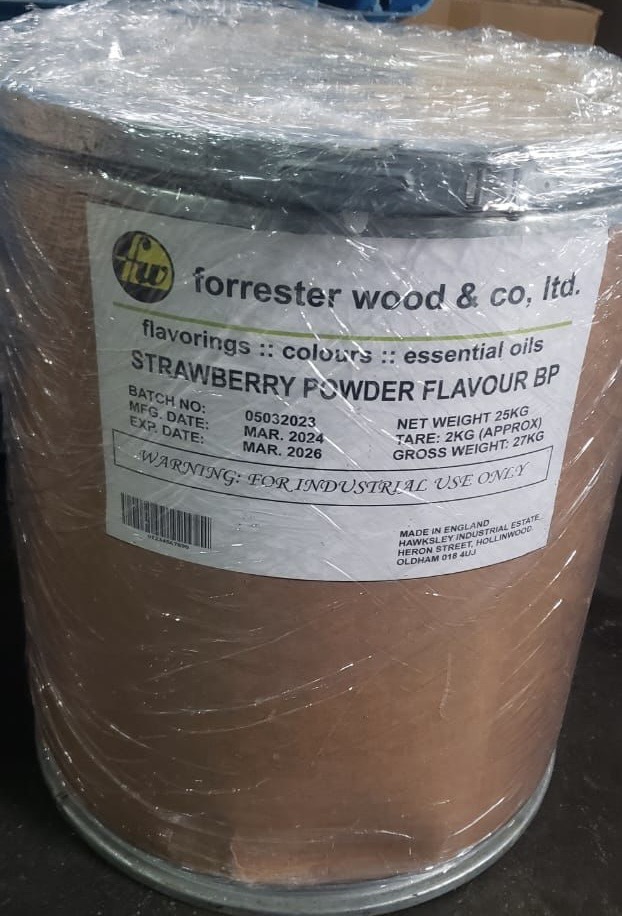 fw
forrester wood & co, ltd.
flavorings :: colours :: essential oils
STRAWBERRY POWDER FLAVOUR BP
BATCH NO: 05032023
MFG. DATE: MAR. 2024
EXP. DATE: MAR. 2026
NET WEIGHT 25KG
TARE: 2KG (APPROX)
GROSS WEIGHT: 27KG
WARNING: FOR INDUSTRIAL USE ONLY
MADE IN ENGLAND
HAWKSLEY INDUSTRIAL ESTATE,
HERON STREET, HOLLINWOOD,
OLDHAM 018 4UJ